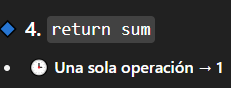 4. return sum
Una sola operación → 1